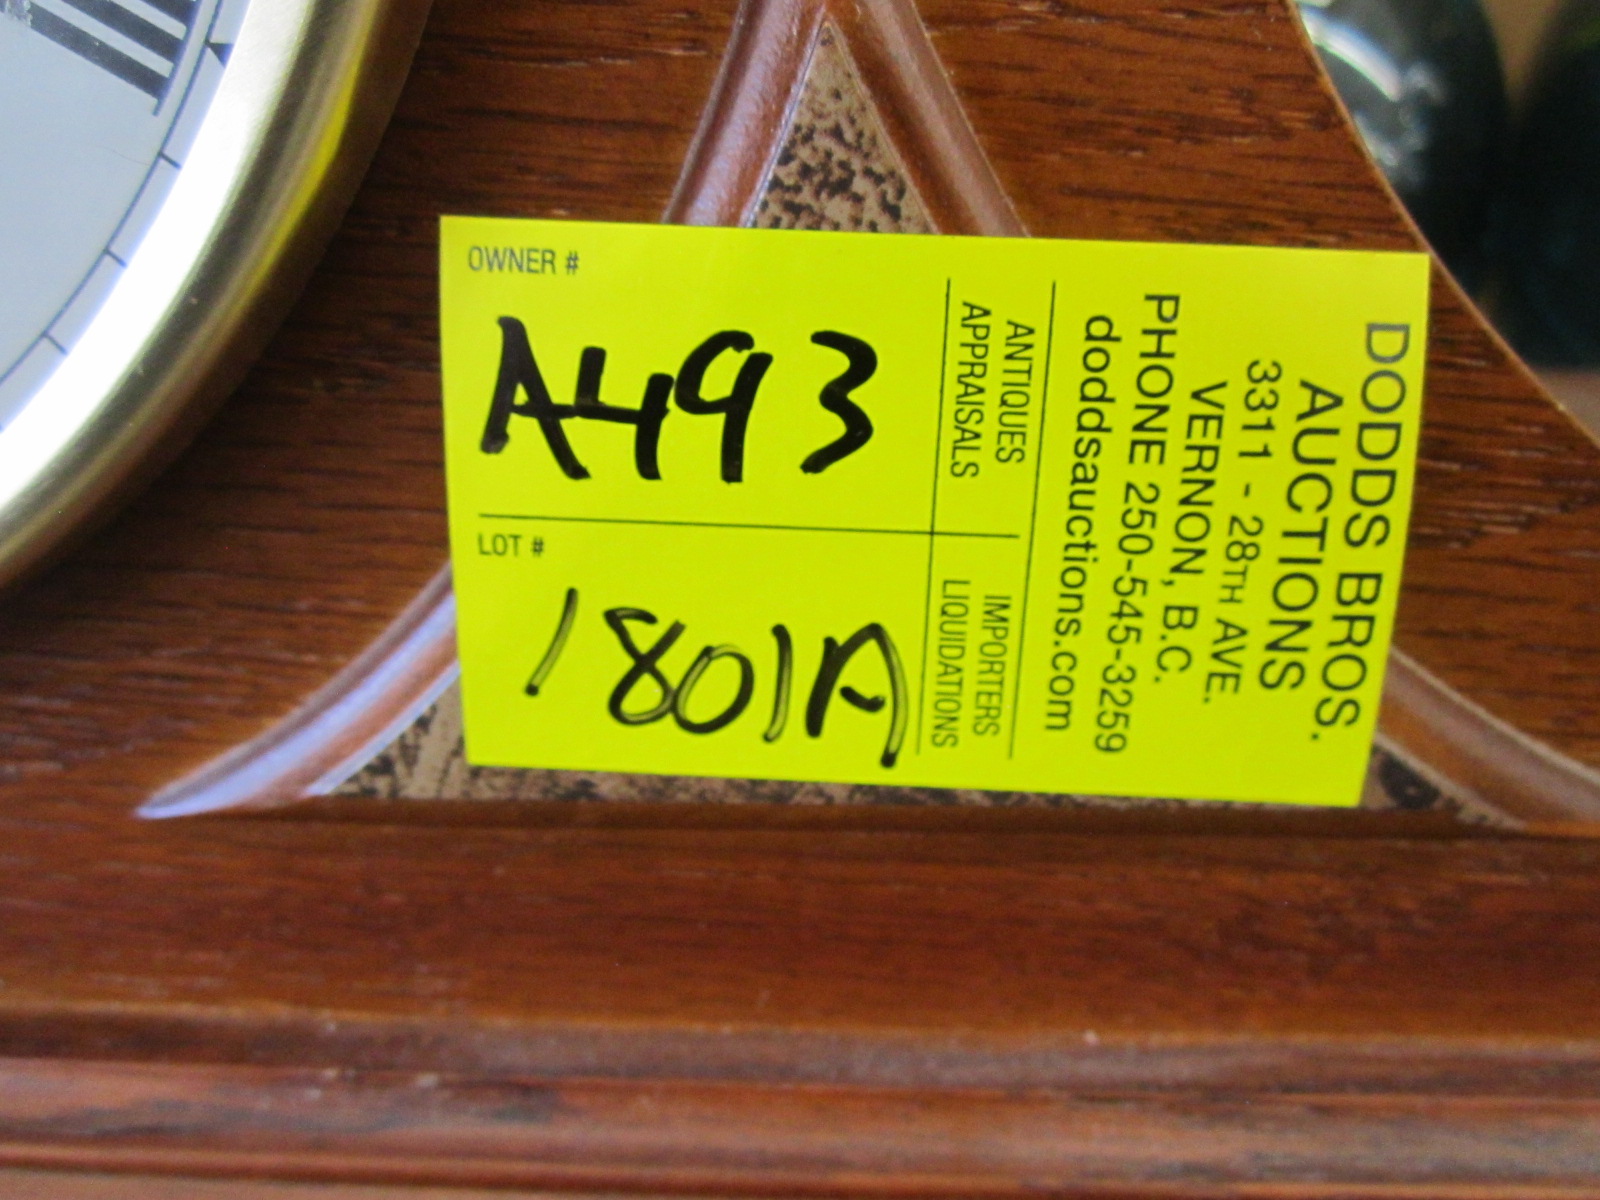 OWNER #
A493
LOT #
1801A
ANTIQUES
APPRAISALS
IMPORTERS
LIQUIDATIONS
DODDS BROS.
AUCTIONS
3311 - 28TH AVE.
VERNON, B.C.
PHONE 250-545-3259
doddsauctions.com